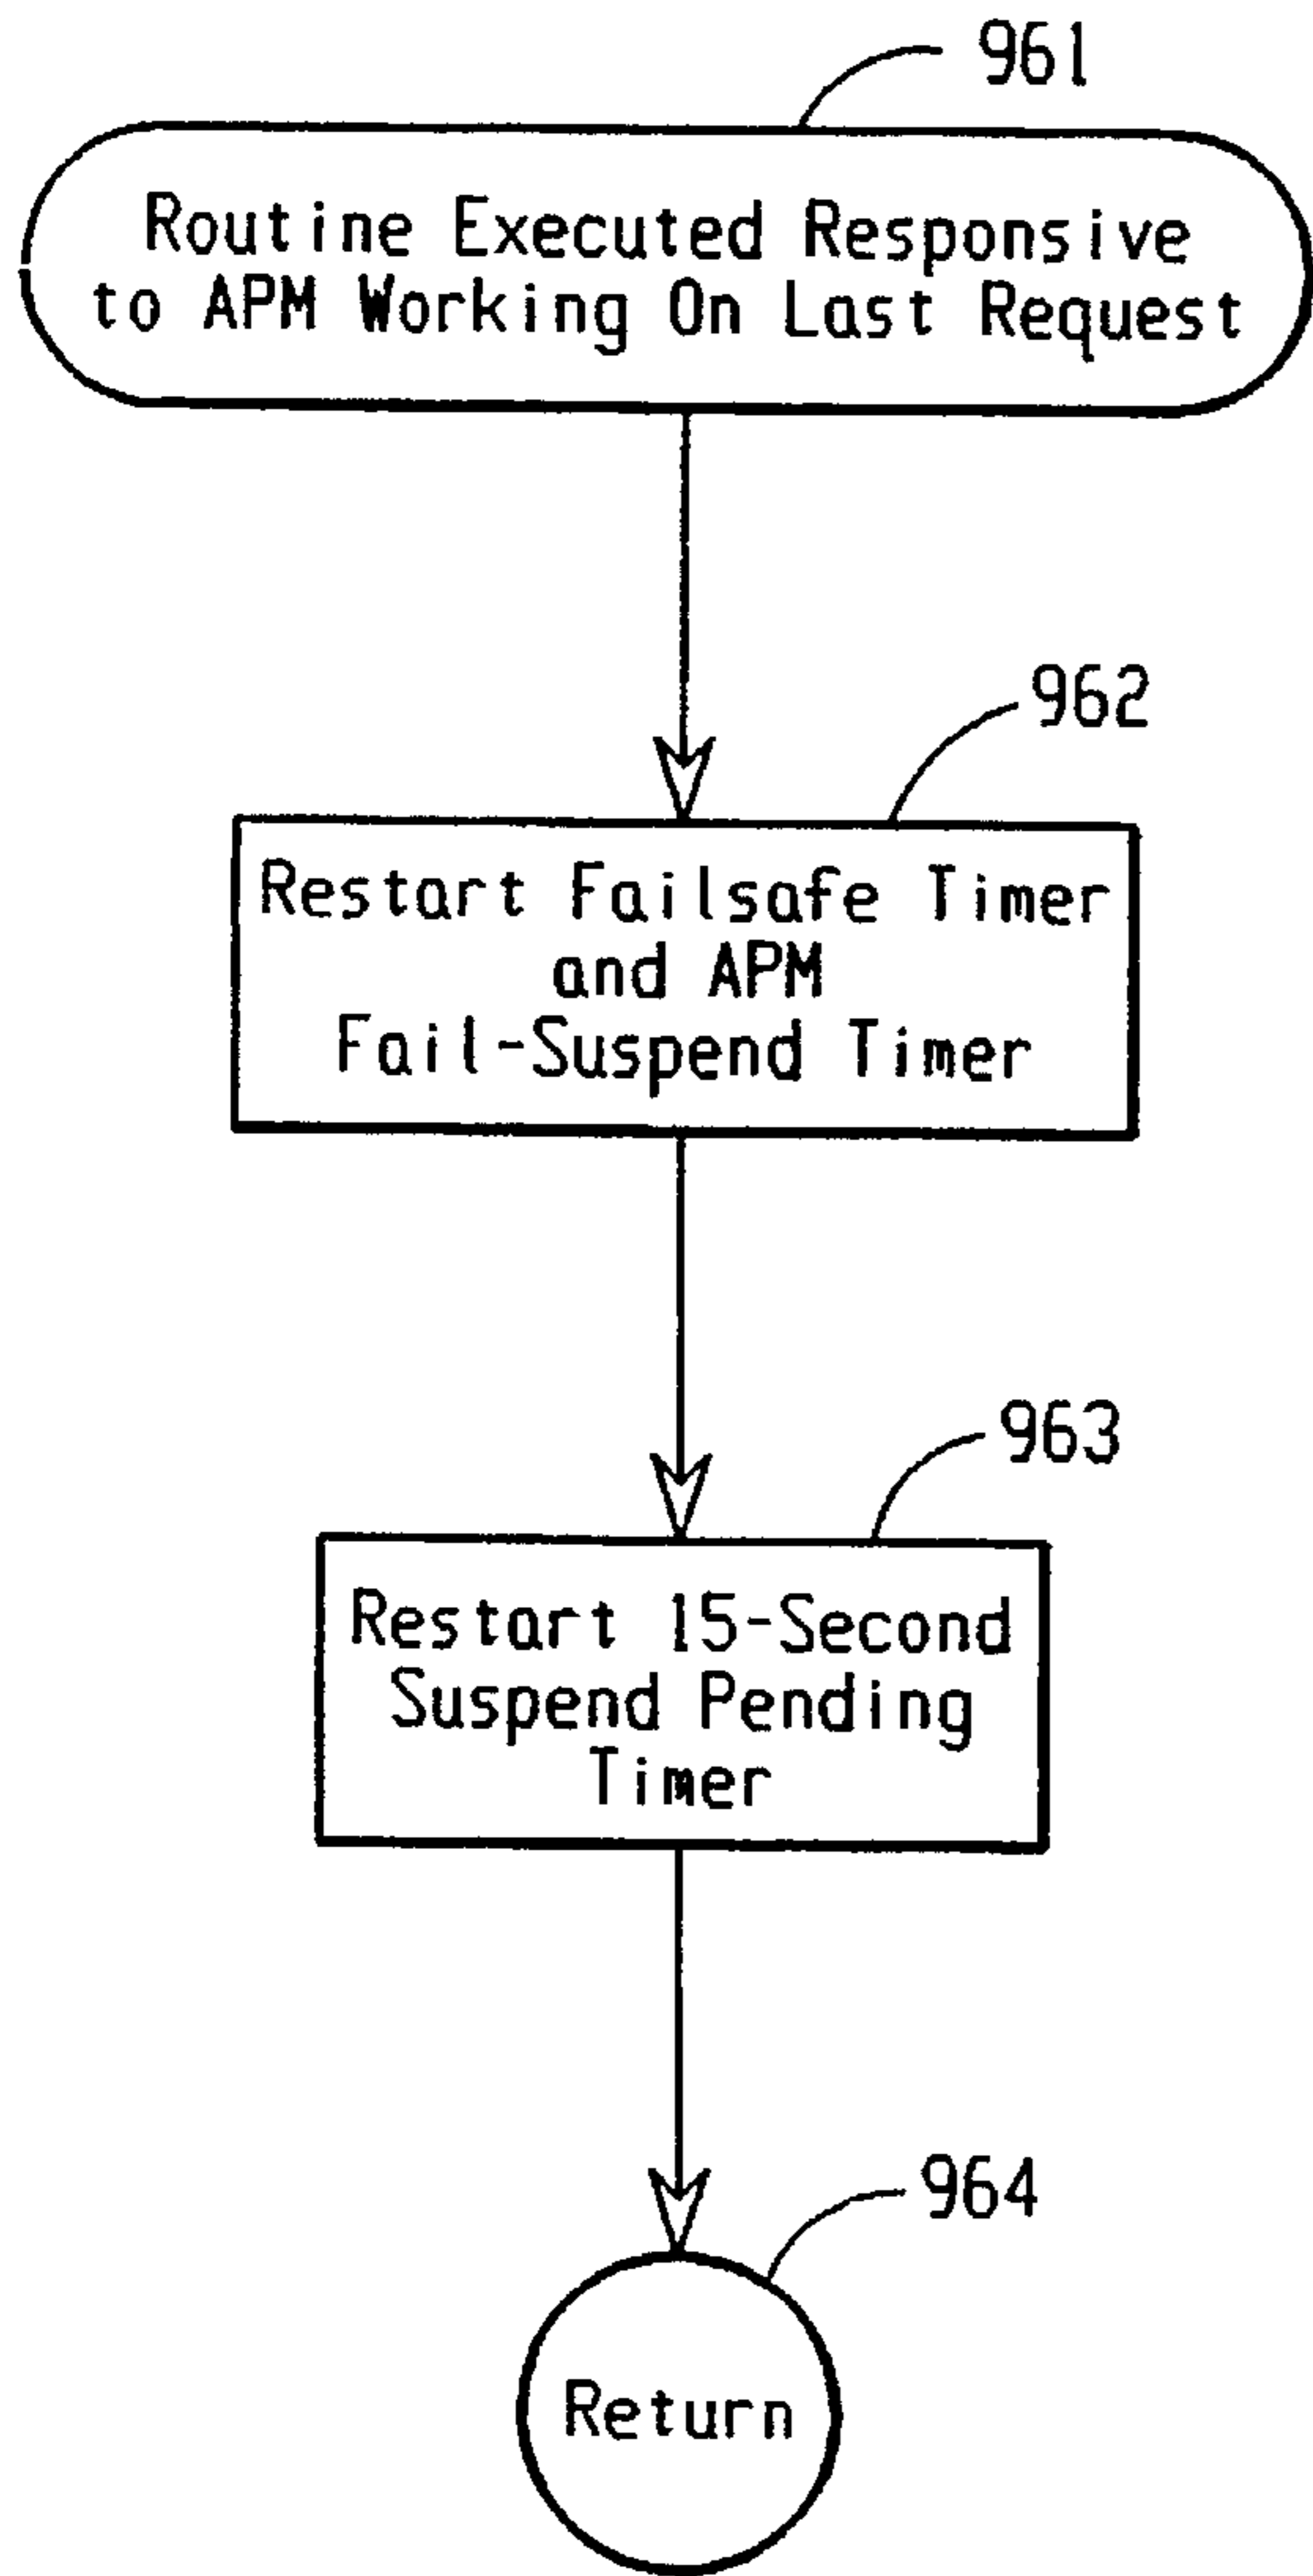 961
Routine Executed Responsive
to APM Working On Last Request
962
Restart Failsafe Timer
and APM
Fail-Suspend Timer
963
Restart 15-Second
Suspend Pending
Timer
964
Return